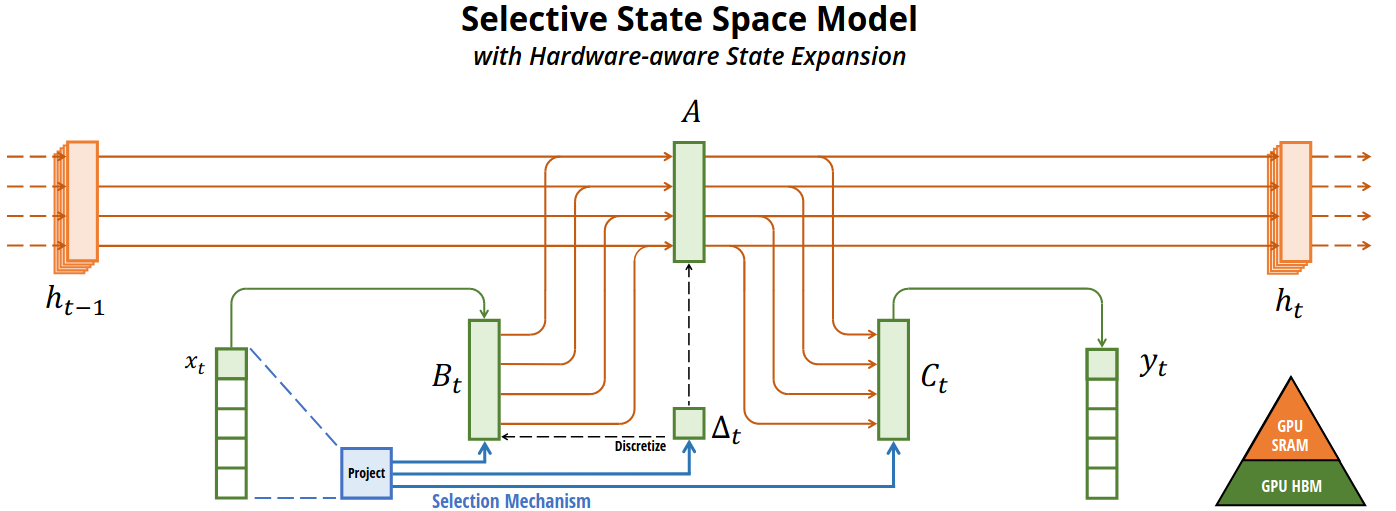 Selective State Space Model
with Hardware-aware State Expansion
A
h_{t-1}
h_t
x_t
B_t
C_t
y_t
Δ_t
Discretize
Project
Selection Mechanism
GPU
SRAM
GPU HBM